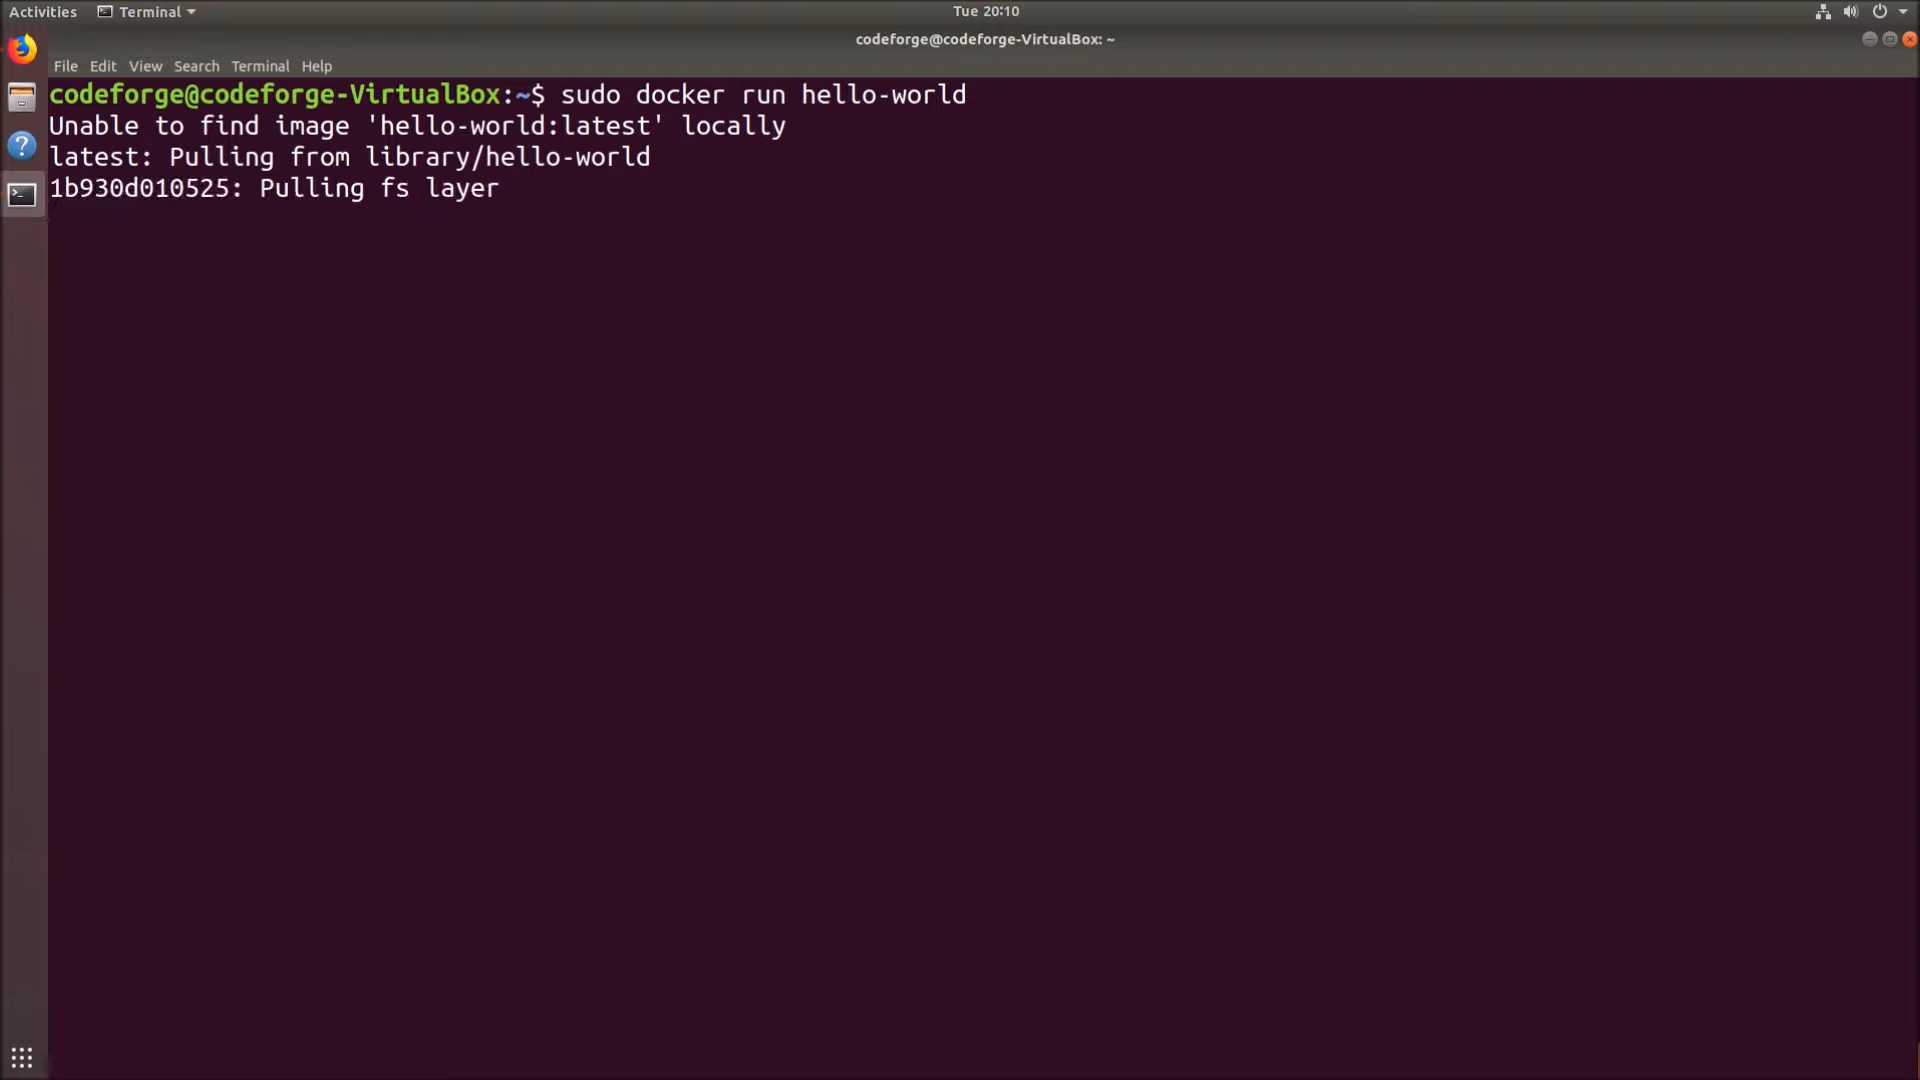 Activities Terminal Tue 20:10
codeforge@codeforge-VirtualBox: ~
File Edit View Search Terminal Help
codeforge@codeforge-VirtualBox:~$ sudo docker run hello-world
Unable to find image 'hello-world:latest' locally
latest: Pulling from library/hello-world
1b930d010525: Pulling fs layer